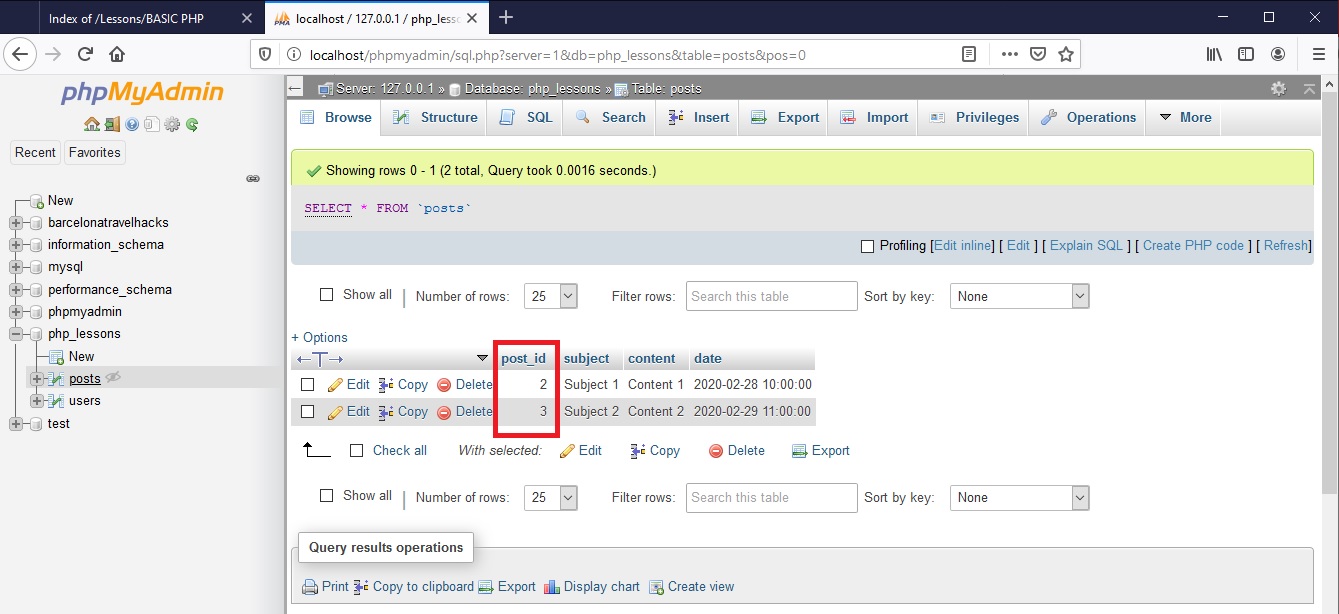 Index of /Lessons/BASIC PHP
localhost / 127.0.0.1 / php_less
localhost/phpmyadmin/sql.php?server=1&db=php_lessons&table=posts&pos=0
phpMyAdmin
Recent Favorites
New
barcelonatravelhacks
information_schema
mysql
performance_schema
phpmyadmin
php_lessons
New
posts
users
test
Server: 127.0.0.1 » Database: php_lessons » Table: posts
Browse Structure SQL Search Insert Export Import Privileges Operations More
Showing rows 0 - 1 (2 total, Query took 0.0016 seconds.)
SELECT * FROM `posts`
Profiling [Edit inline] [ Edit ] [ Explain SQL ] [ Create PHP code ] [ Refresh]
Show all | Number of rows: 25 Filter rows: Search this table Sort by key: None
+ Options
←T→ post_id subject content date
Edit Copy Delete 2 Subject 1 Content 1 2020-02-28 10:00:00
Edit Copy Delete 3 Subject 2 Content 2 2020-02-29 11:00:00
Check all With selected: Edit Copy Delete Export
Show all | Number of rows: 25 Filter rows: Search this table Sort by key: None
Query results operations
Print Copy to clipboard Export Display chart Create view